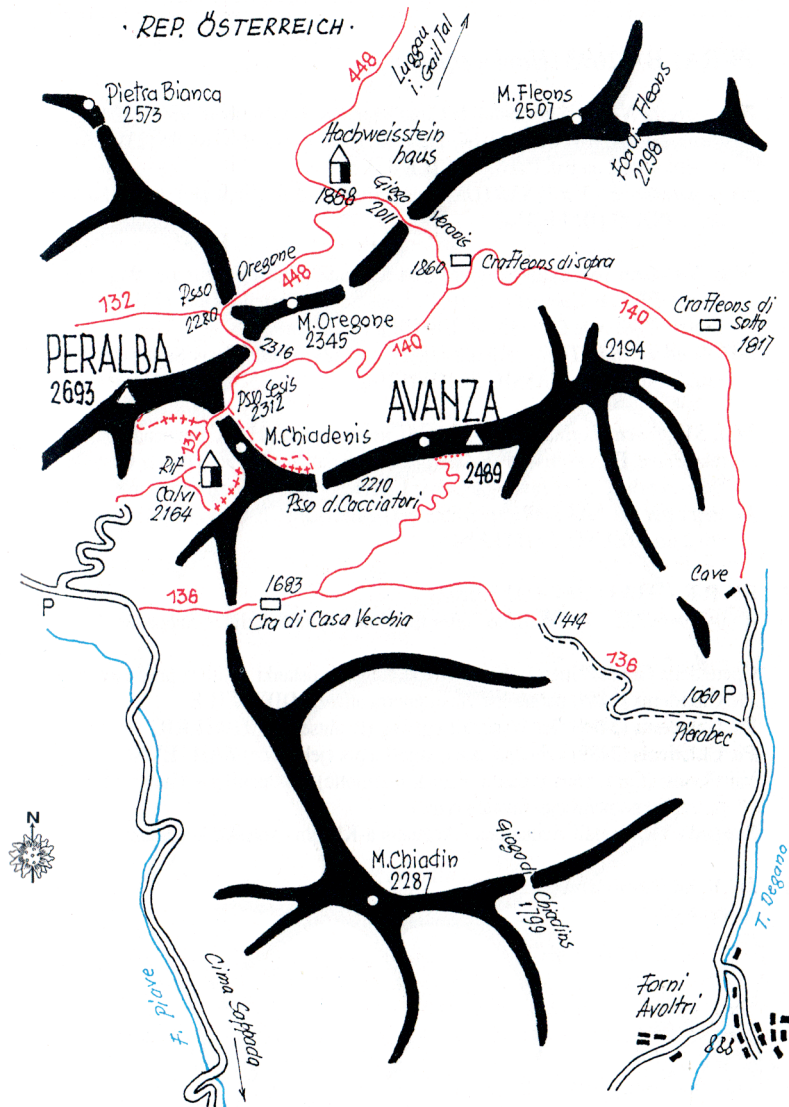 · REP. ÖSTERREICH ·
448
Luggau
i. Gail Tal
Pietra Bianca
2573
M. Fleons
2507
Hochweisstein
haus
1868
Fleons
2298
Giogo
2011
Veranis
Psso
Oregone
2280
448
1860
Cra Fleons di sopra
132
M. Oregone
2345
140
140
Cra Fleons di
sotto
1817
2316
2194
PERALBA
2693
Psso Sesis
2312
AVANZA
2489
132
M. Chiadenis
Rif
Calvi
2164
2210
Psso d. Cacciatori
P
136
1683
Cra di Casa Vecchia
Cave
1414
136
1060 P
Pierabec
N
M. Chiadin
2287
Giogo di
Chiadins
1799
T. Degano
F. Piave
Cima Sappada
Forni
Avoltri
888